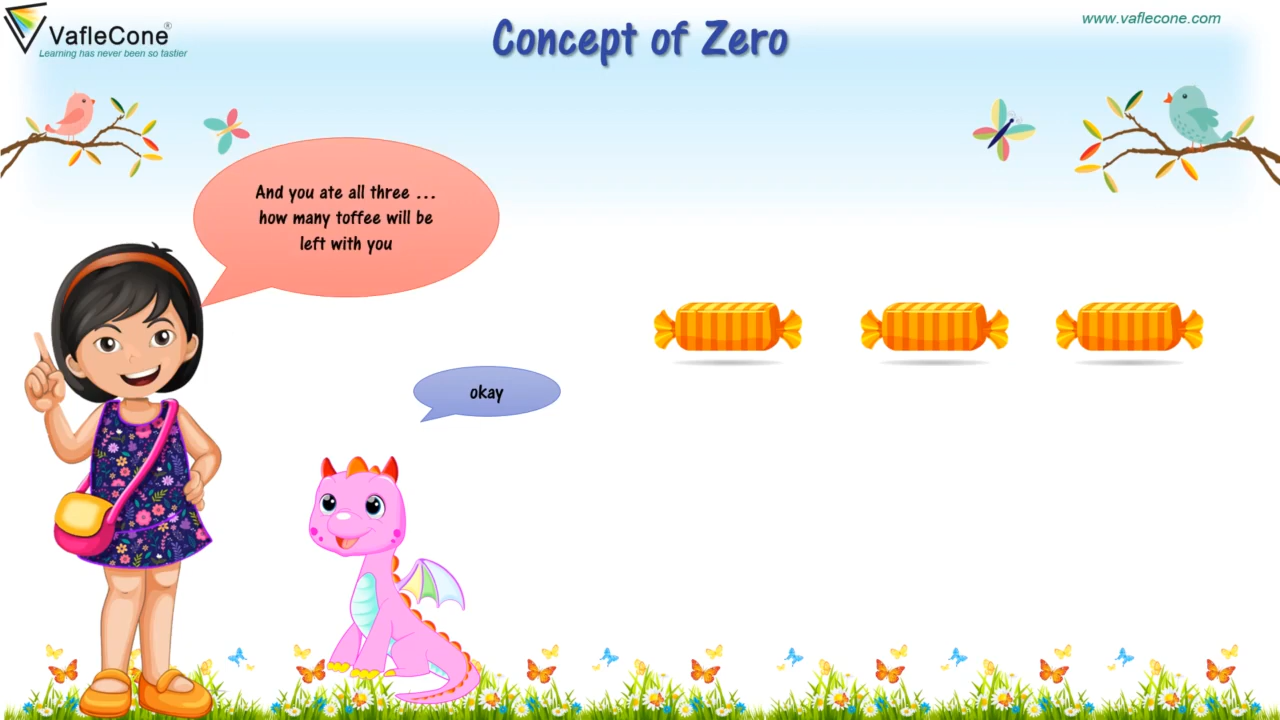 VafleCone®
Learning has never been so tastier
Concept of Zero
www.vaflecone.com
And you ate all three ...
how many toffee will be
left with you
okay